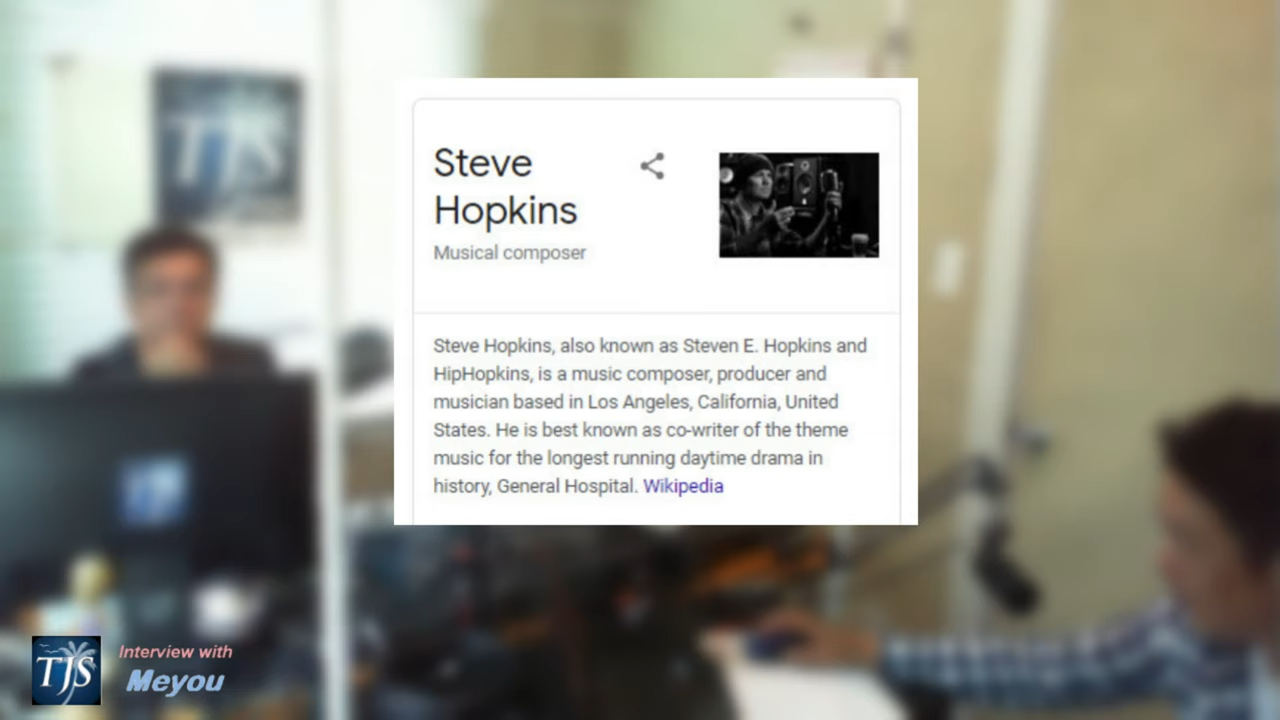 TJS
Steve
Hopkins
Musical composer
Steve Hopkins, also known as Steven E. Hopkins and
HipHopkins, is a music composer, producer and
musician based in Los Angeles, California, United
States. He is best known as co-writer of the theme
music for the longest running daytime drama in
history, General Hospital. Wikipedia
TJS
Interview with
Meyou